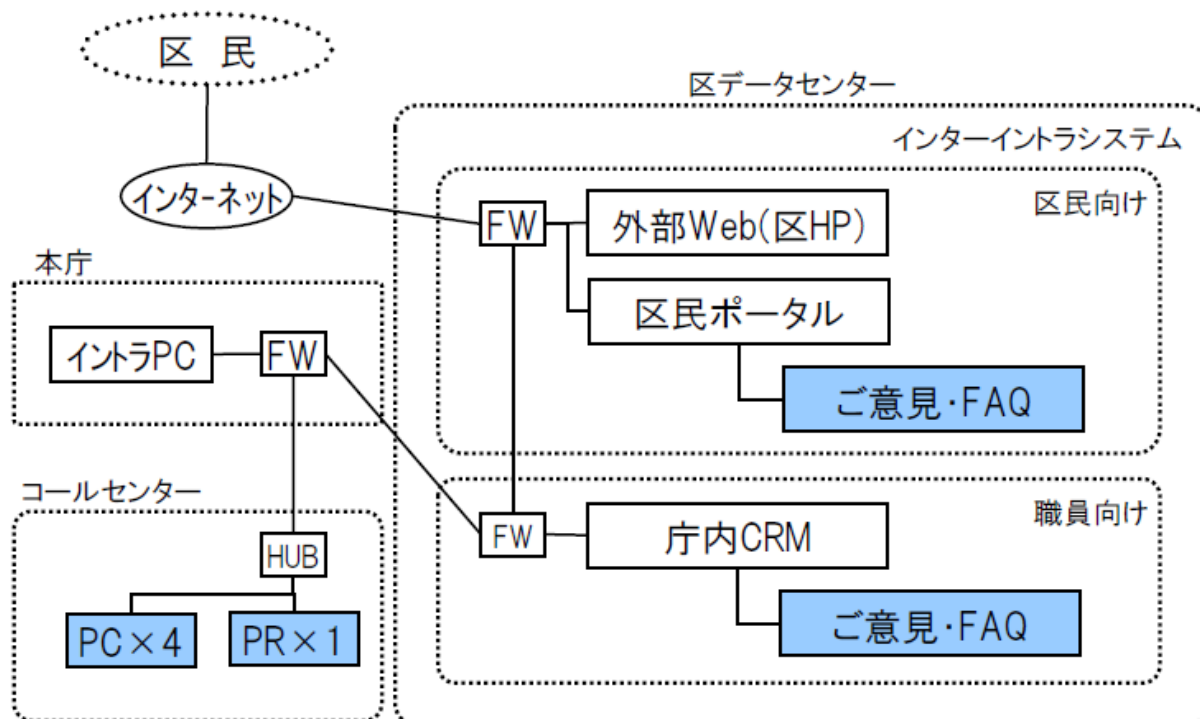 区 民
区データセンター
インターイントラシステム
インターネット
区民向け
FW
外部Web(区HP)
本庁
区民ポータル
イントラPC
FW
ご意見・FAQ
コールセンター
職員向け
FW
庁内CRM
HUB
ご意見・FAQ
PC×4
PR×1